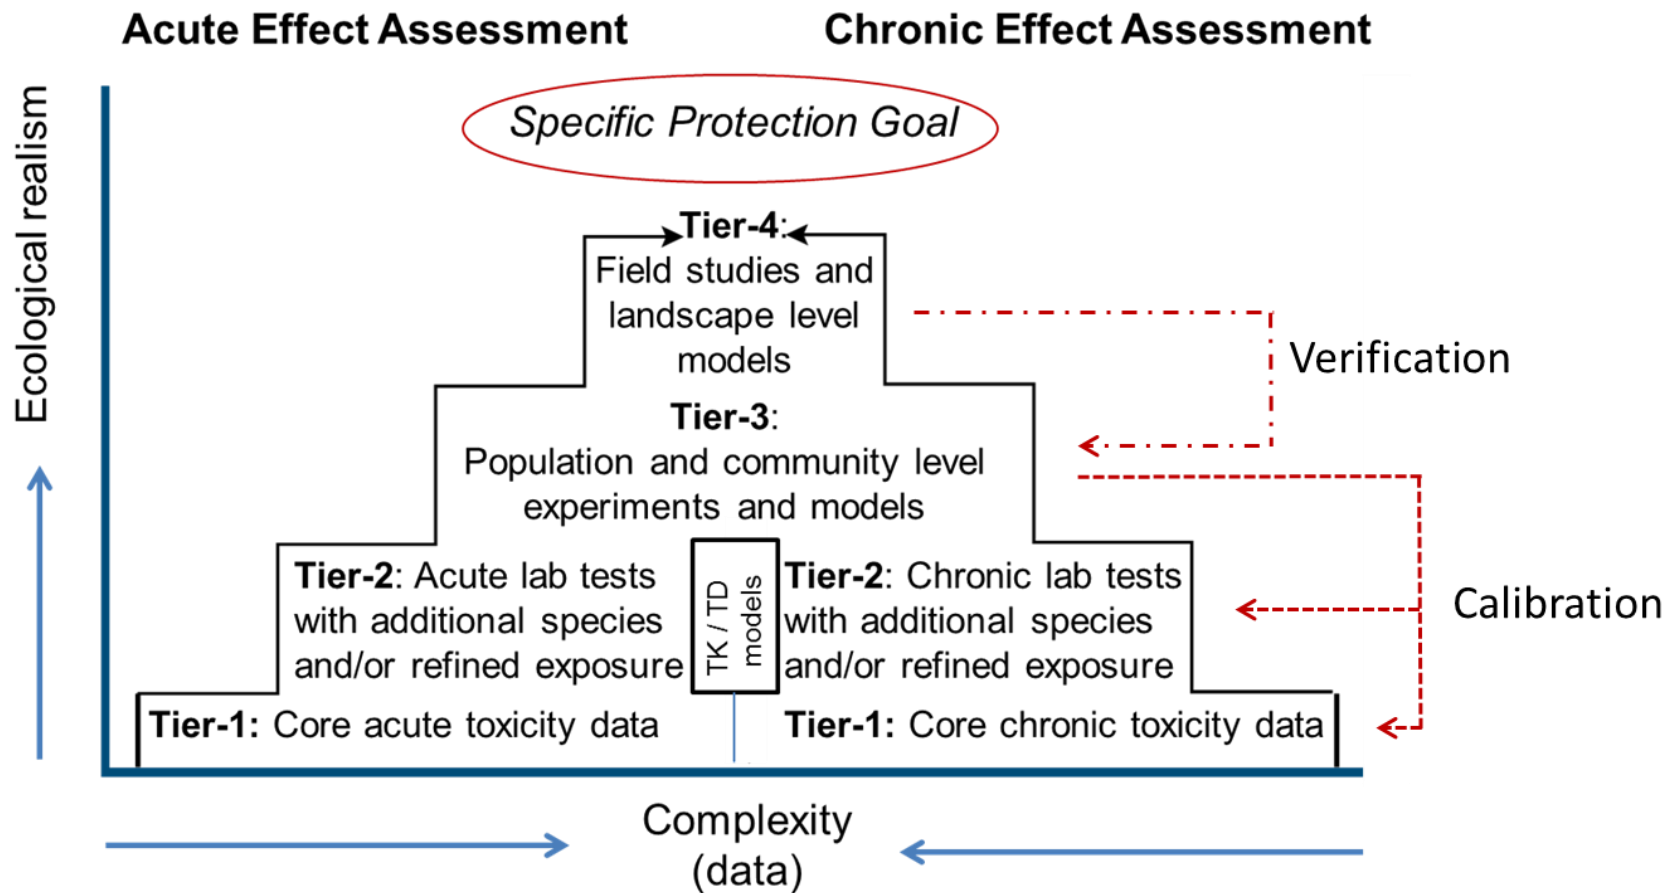 Acute Effect Assessment
Chronic Effect Assessment
Specific Protection Goal
Ecological realism
Tier-4:
Field studies and
landscape level
models
Verification
Tier-3:
Population and community level
experiments and models
Tier-2: Acute lab tests
with additional species
and/or refined exposure
TK / TD
models
Tier-2: Chronic lab tests
with additional species
and/or refined exposure
Calibration
Tier-1: Core acute toxicity data
Tier-1: Core chronic toxicity data
Complexity
(data)